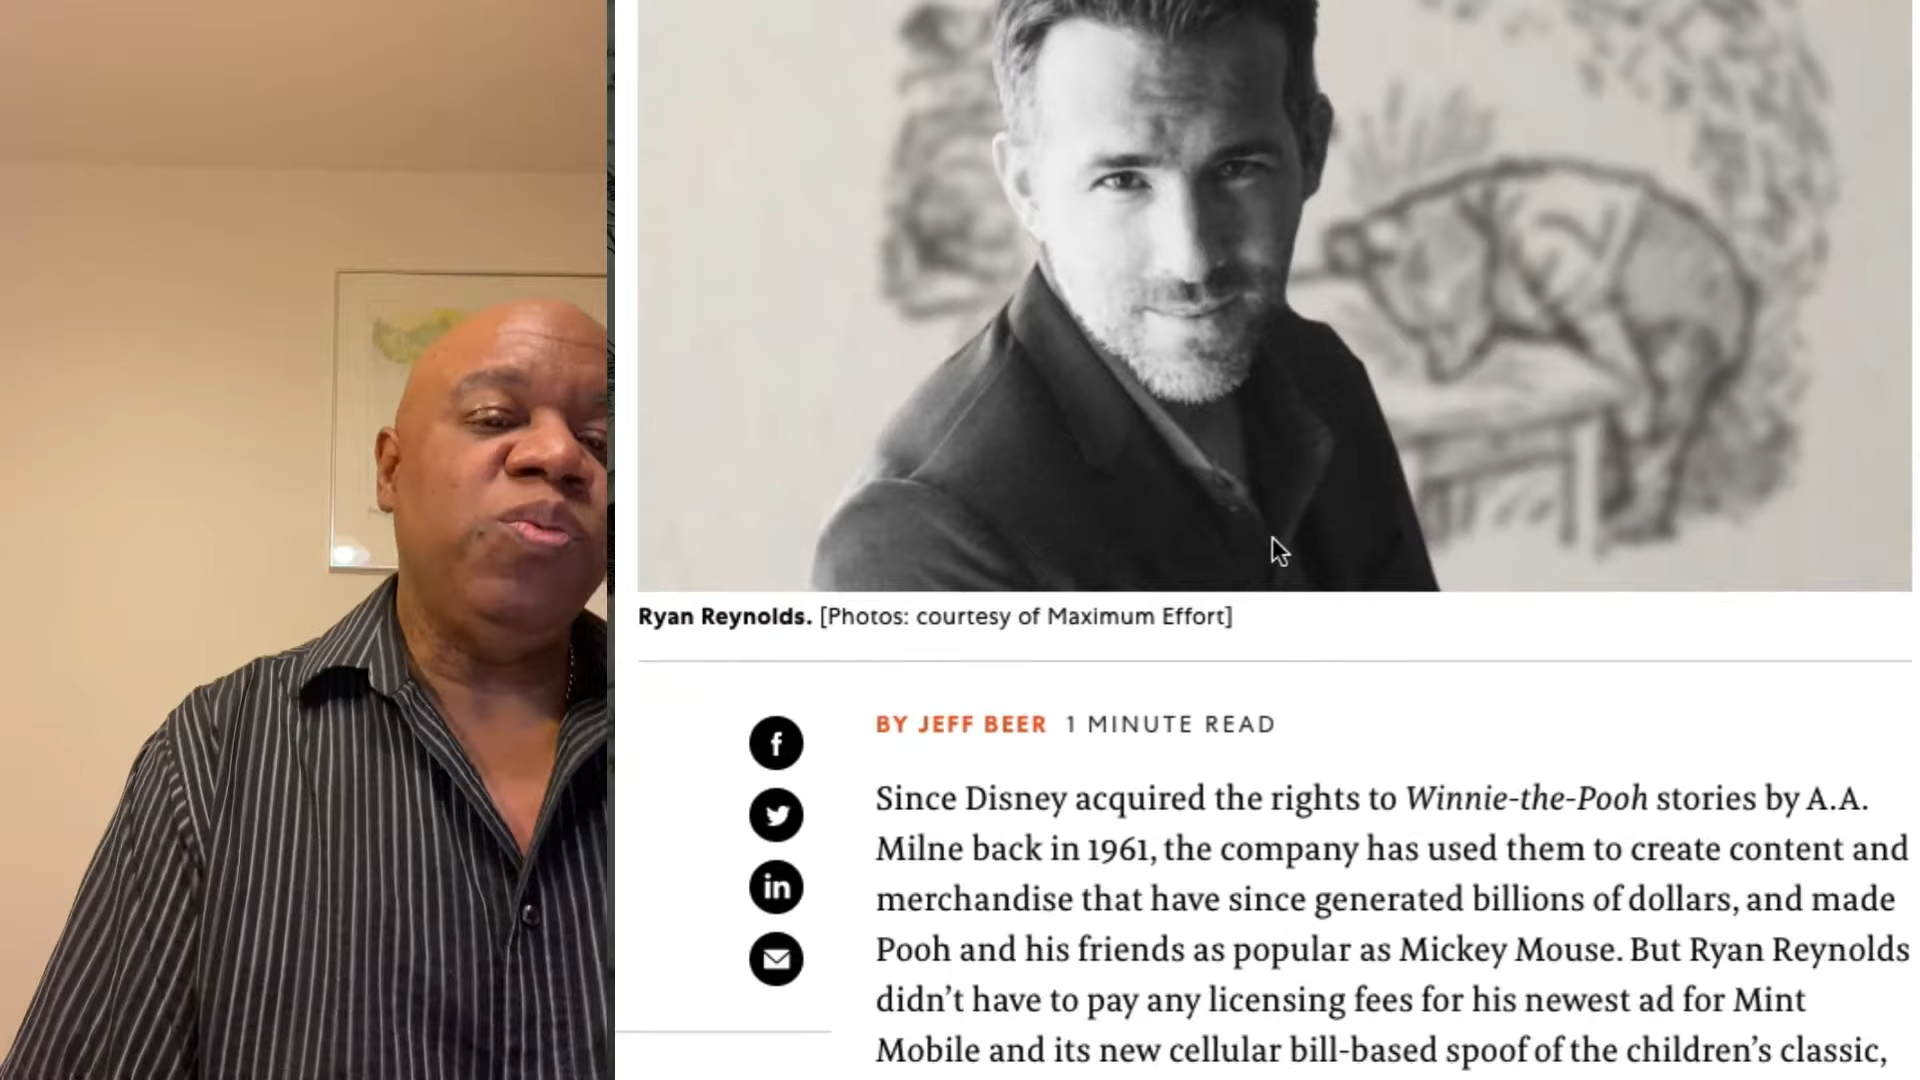 Ryan Reynolds. [Photos: courtesy of Maximum Effort]
BY JEFF BEER 1 MINUTE READ
Since Disney acquired the rights to Winnie-the-Pooh stories by A.A.
Milne back in 1961, the company has used them to create content and
merchandise that have since generated billions of dollars, and made
Pooh and his friends as popular as Mickey Mouse. But Ryan Reynolds
didn’t have to pay any licensing fees for his newest ad for Mint
Mobile and its new cellular bill-based spoof of the children’s classic,